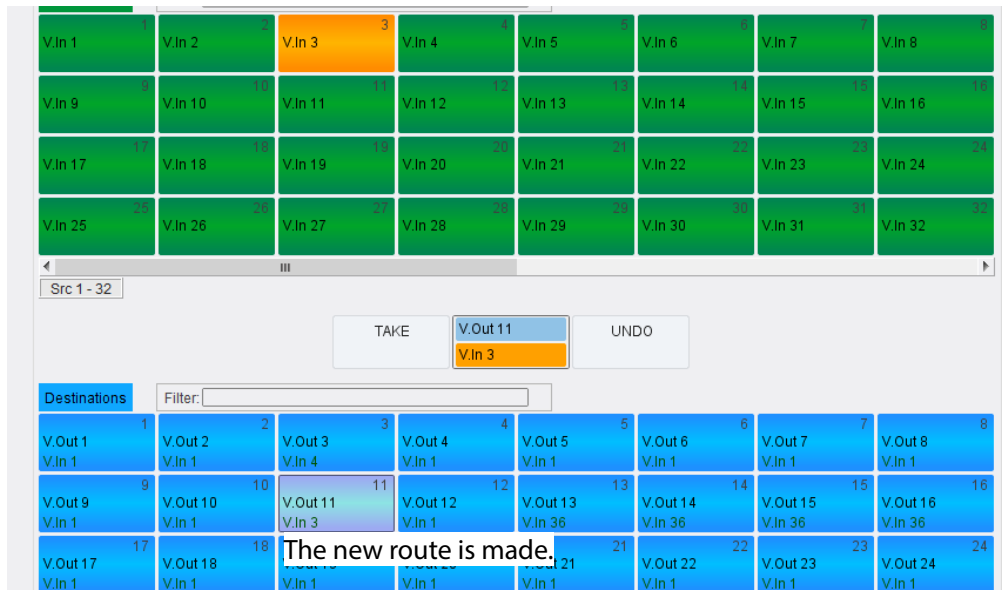 1 2 3 4 5 6 7 8
V.In 1 V.In 2 V.In 3 V.In 4 V.In 5 V.In 6 V.In 7 V.In 8
9 10 11 12 13 14 15 16
V.In 9 V.In 10 V.In 11 V.In 12 V.In 13 V.In 14 V.In 15 V.In 16
17 18 19 20 21 22 23 24
V.In 17 V.In 18 V.In 19 V.In 20 V.In 21 V.In 22 V.In 23 V.In 24
25 26 27 28 29 30 31 32
V.In 25 V.In 26 V.In 27 V.In 28 V.In 29 V.In 30 V.In 31 V.In 32
Src 1 - 32
TAKE V.Out 11 UNDO
V.In 3
Destinations Filter:
1 2 3 4 5 6 7 8
V.Out 1 V.Out 2 V.Out 3 V.Out 4 V.Out 5 V.Out 6 V.Out 7 V.Out 8
V.In 1 V.In 1 V.In 4 V.In 1 V.In 1 V.In 1 V.In 1 V.In 1
9 10 11 12 13 14 15 16
V.Out 9 V.Out 10 V.Out 11 V.Out 12 V.Out 13 V.Out 14 V.Out 15 V.Out 16
V.In 1 V.In 1 V.In 3 V.In 1 V.In 36 V.In 36 V.In 36 V.In 36
17 18 21 22 23 24
The new route is made.
V.Out 17 V.Out 18 21 V.Out 22 V.Out 23 V.Out 24
V.In 1 V.In 1 V.In 1 V.In 1 V.In 1 V.In 1 V.In 1 V.In 1